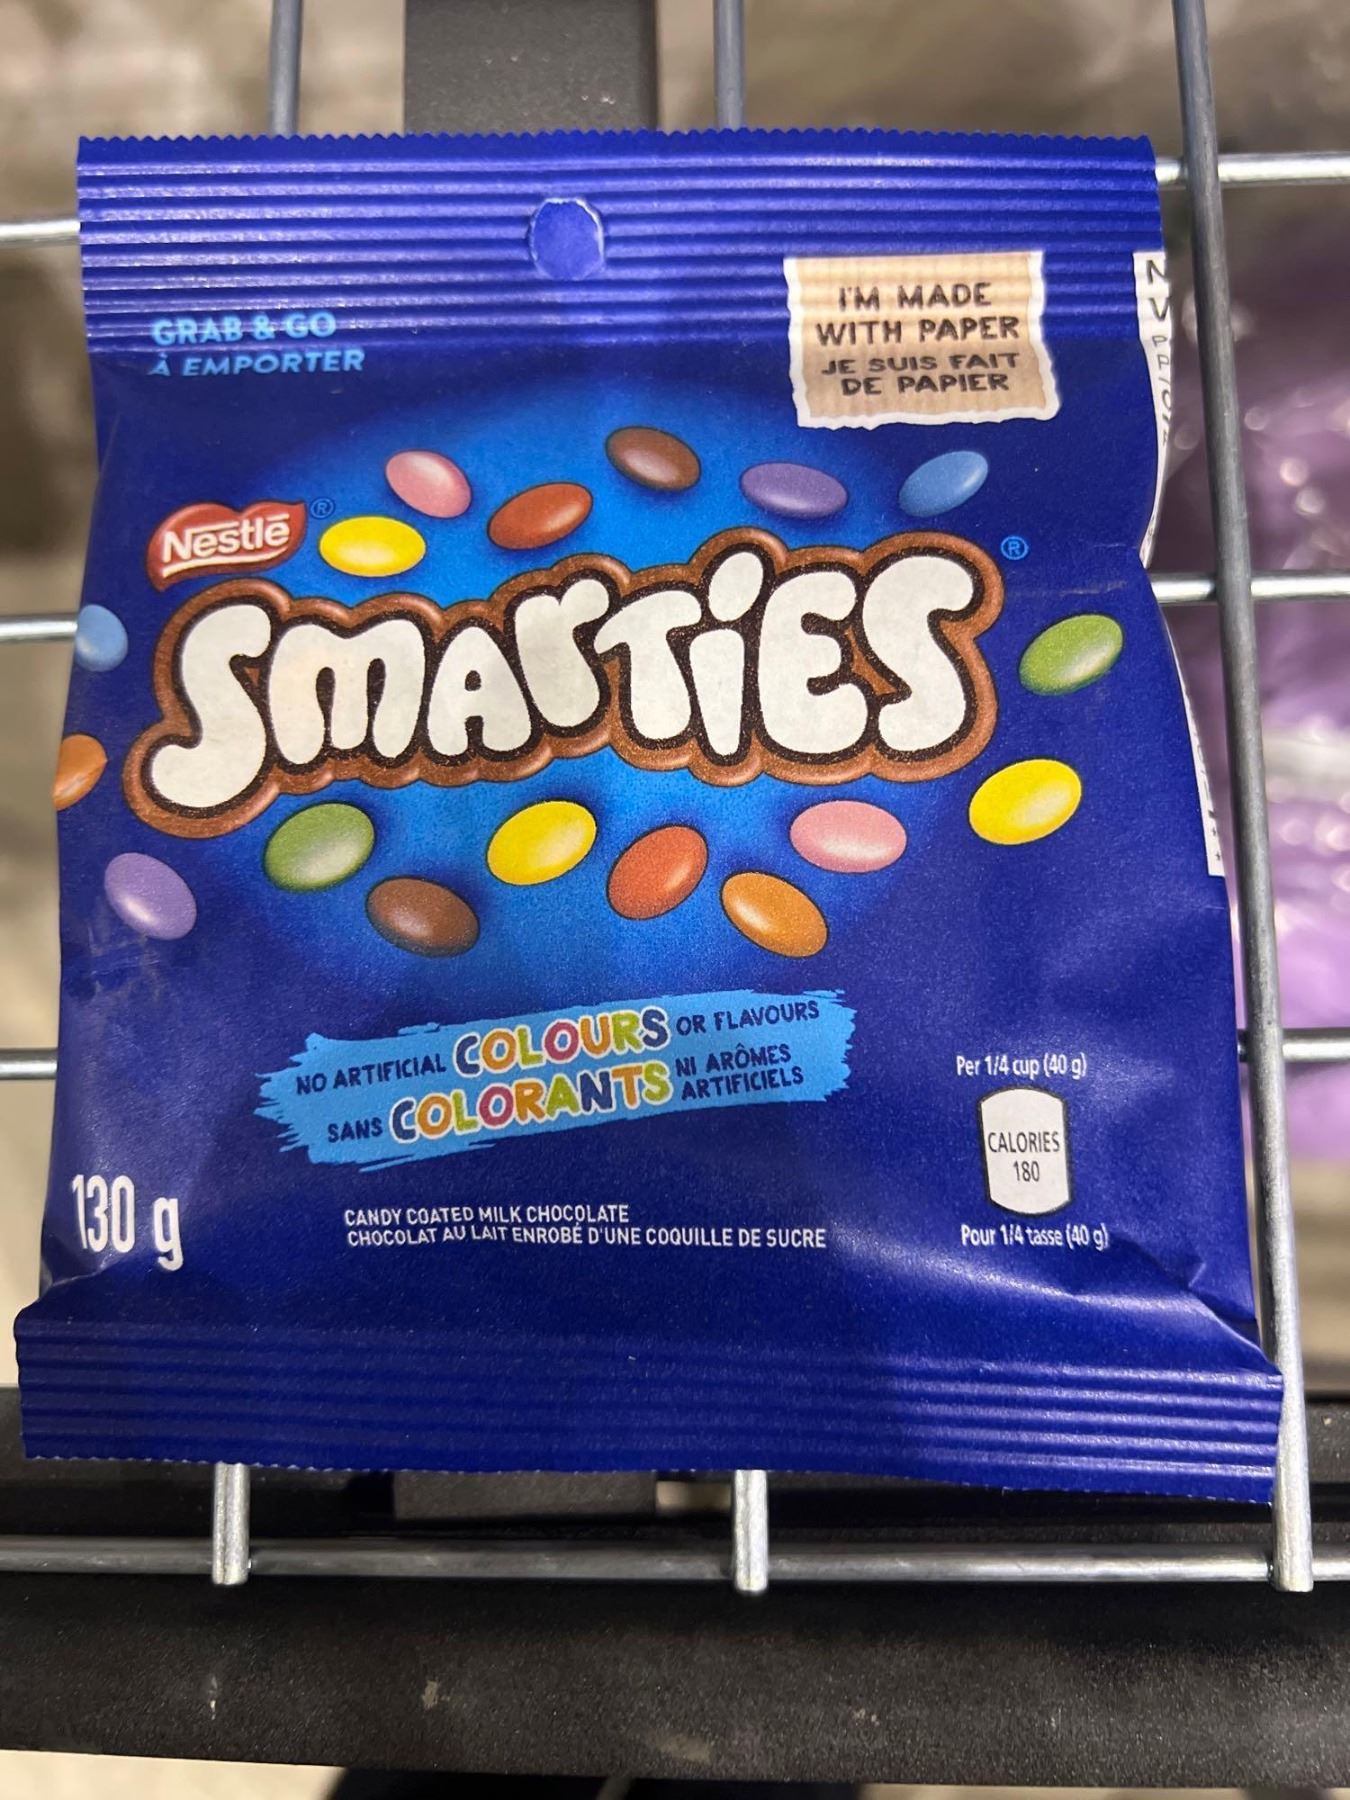 GRAB & GO
À EMPORTER
I'M MADE
WITH PAPER
JE SUIS FAIT
DE PAPIER
Nestlé ®
SMARTiES ®
NO ARTIFICIAL COLOURS OR FLAVOURS
SANS COLORANTS NI ARÔMES ARTIFICIELS
Per 1/4 cup (40 g)
CALORIES
180
Pour 1/4 tasse (40 g)
130 g
CANDY COATED MILK CHOCOLATE
CHOCOLAT AU LAIT ENROBÉ D'UNE COQUILLE DE SUCRE